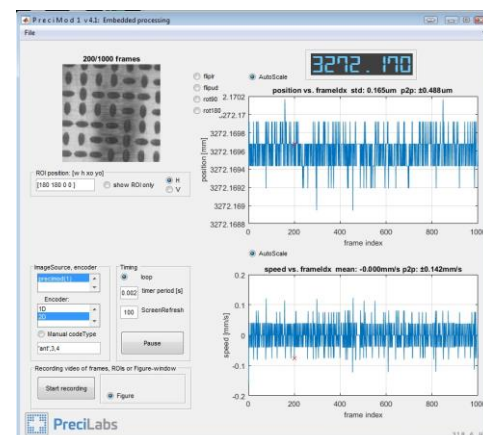 PreciMod 1 v4.1: Embedded processing
File
200/1000 frames
fliplr
flipud
rot90
rot180
3272.170
AutoScale
position vs. frameIdx std: 0.165um p2p: ±0.488um
2.1702
3272.17
3272.1698
3272.1696
3272.1694
3272.1692
3272.169
3272.1688
position [mm]
0 200 400 600 800 1000
frame index
ROI position: [w h xo yo]
[180 180 0 0 ]
show ROI only
H
V
AutoScale
ImageSource, encoder
precimod(1)
Encoder:
1D
2D
Manual codeType
'ant',3,4
Timing
loop
0.002 timer period [s]
100 ScreenRefresh
Pause
speed vs. frameIdx mean: -0.000mm/s p2p: ±0.142mm/s
0.2
0.1
0
-0.1
-0.2
speed [mm/s]
0 200 400 600 800 1000
frame index
Recording video of frames, ROIs or Figure-window
Start recording
Figure
PreciLabs